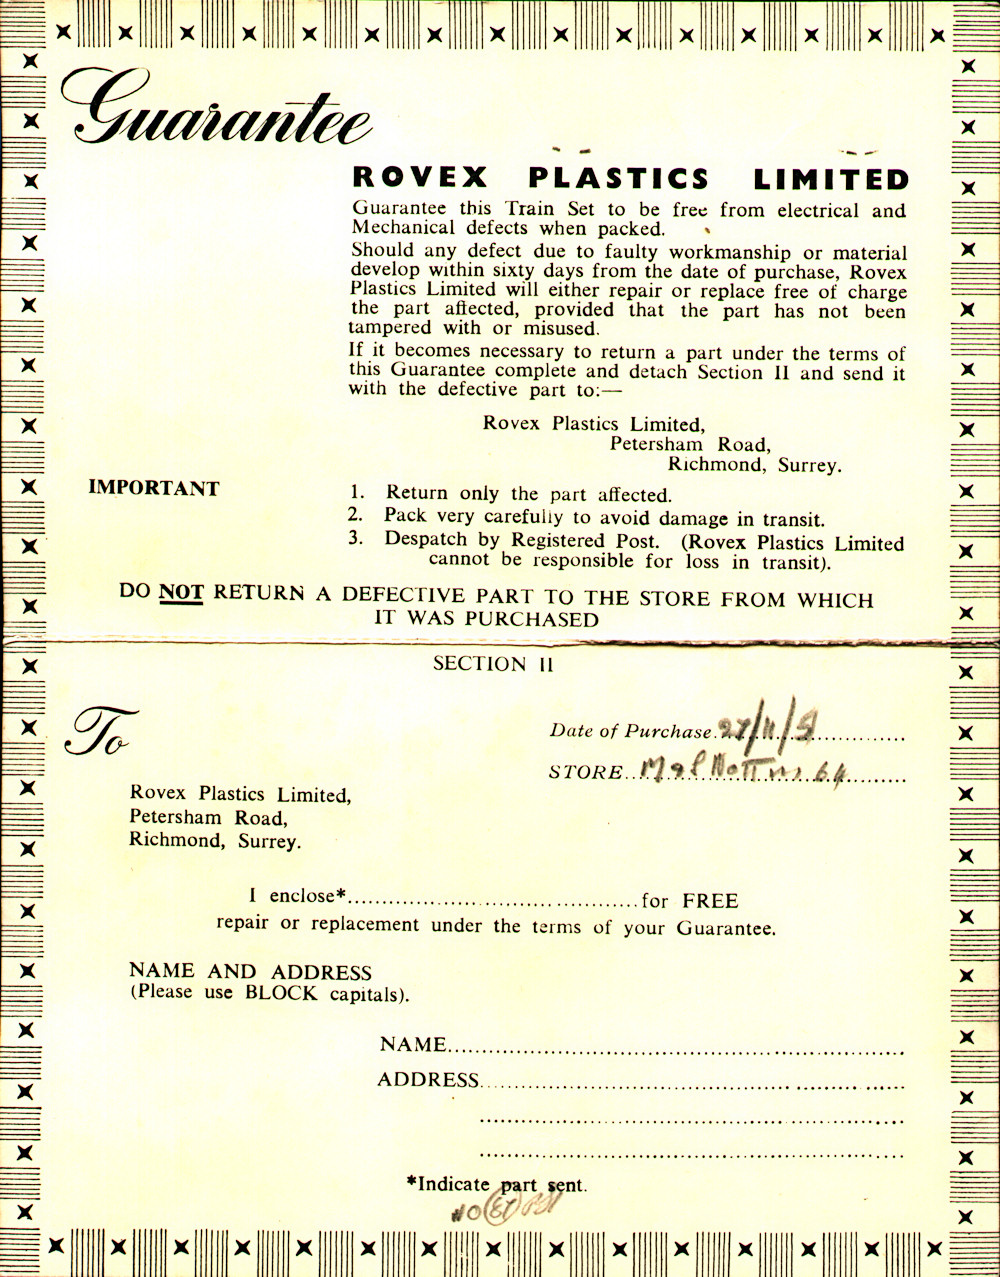 Guarantee
ROVEX PLASTICS LIMITED
Guarantee this Train Set to be free from electrical and
Mechanical defects when packed.
Should any defect due to faulty workmanship or material
develop within sixty days from the date of purchase, Rovex
Plastics Limited will either repair or replace free of charge
the part affected, provided that the part has not been
tampered with or misused.
If it becomes necessary to return a part under the terms of
this Guarantee complete and detach Section II and send it
with the defective part to:—
Rovex Plastics Limited,
Petersham Road,
Richmond, Surrey.
IMPORTANT
1. Return only the part affected.
2. Pack very carefully to avoid damage in transit.
3. Despatch by Registered Post. (Rovex Plastics Limited
cannot be responsible for loss in transit).
DO NOT RETURN A DEFECTIVE PART TO THE STORE FROM WHICH
IT WAS PURCHASED
SECTION II
To
Date of Purchase 27/11/51
STORE M&S
Rovex Plastics Limited,
Petersham Road,
Richmond, Surrey.
I enclose*........................................for FREE
repair or replacement under the terms of your Guarantee.
NAME AND ADDRESS
(Please use BLOCK capitals).
NAME
ADDRESS
*Indicate part sent.